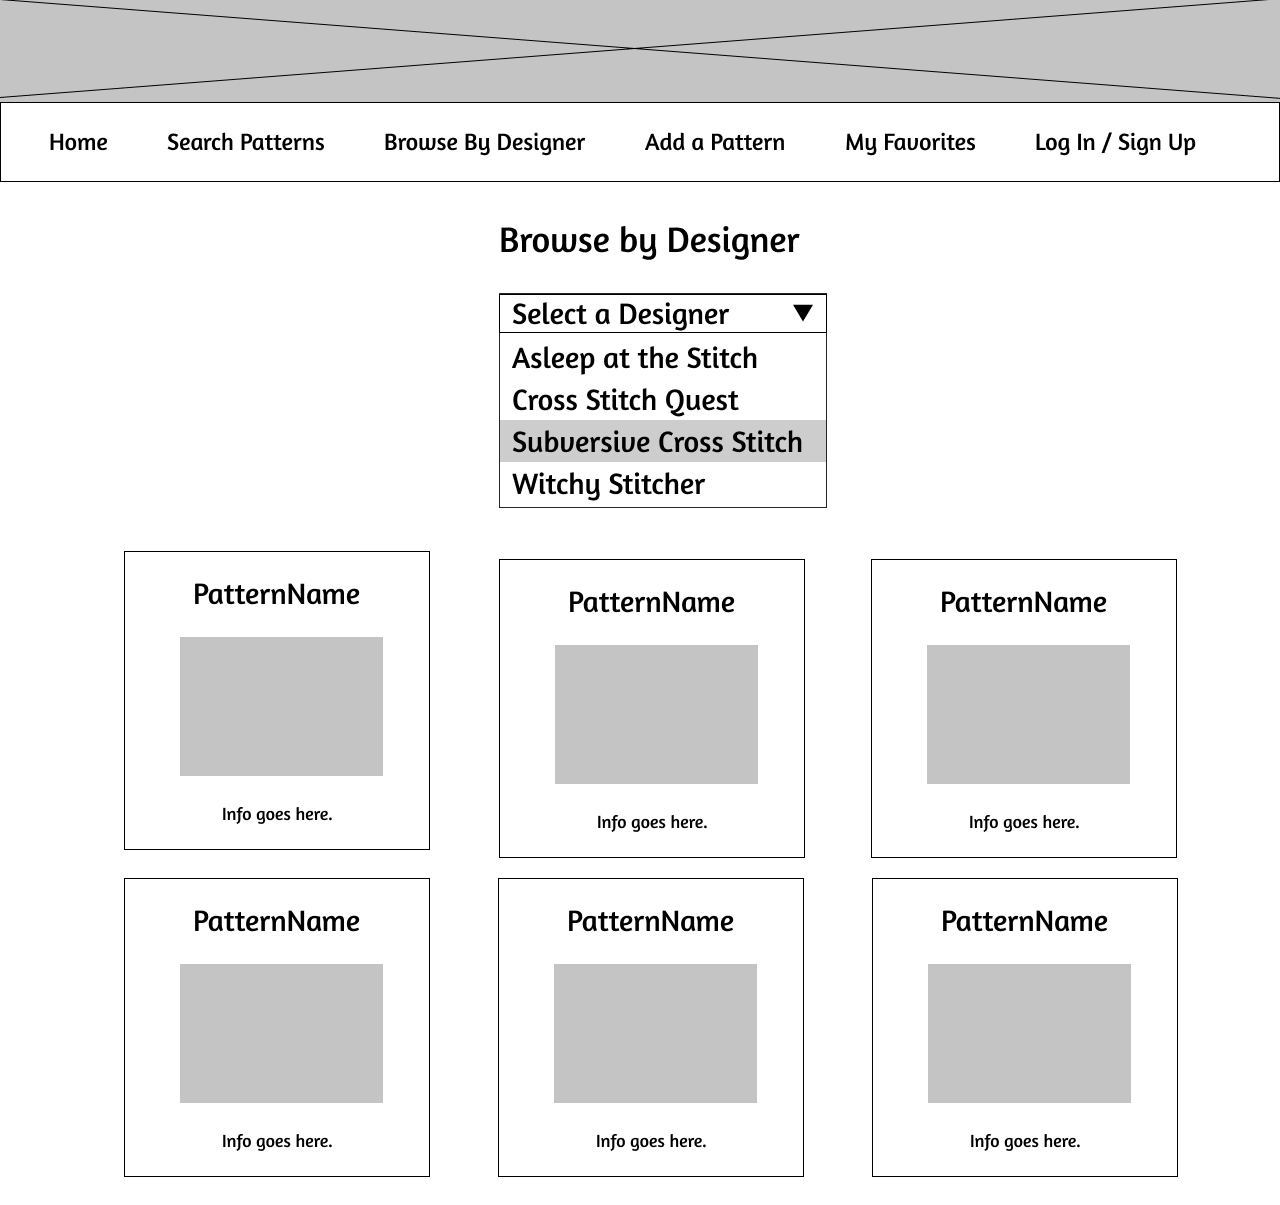 Home Search Patterns Browse By Designer Add a Pattern My Favorites Log In / Sign Up
Browse by Designer
Select a Designer
Asleep at the Stitch
Cross Stitch Quest
Subversive Cross Stitch
Witchy Stitcher
PatternName PatternName PatternName
Info goes here. Info goes here. Info goes here.
PatternName PatternName PatternName
Info goes here. Info goes here. Info goes here.